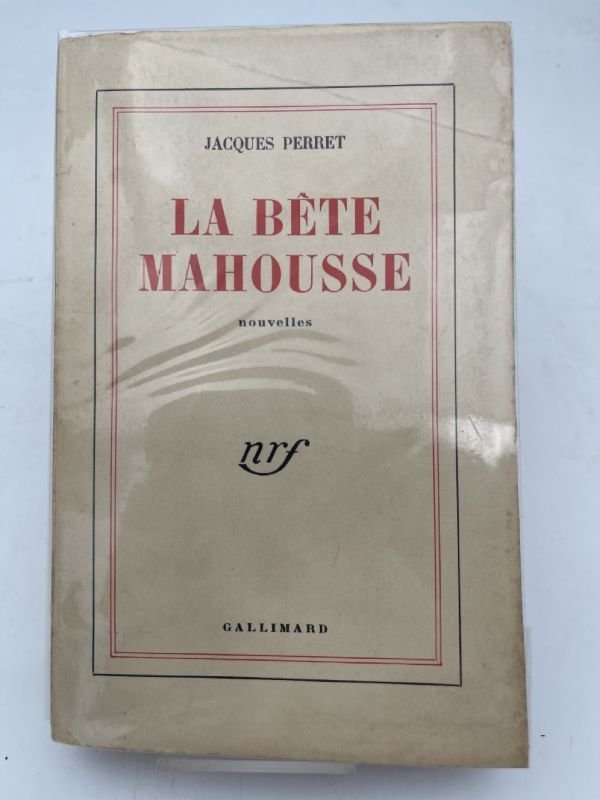 JACQUES PERRET
LA BÊTE
MAHOUSSE
nouvelles
nrf
GALLIMARD